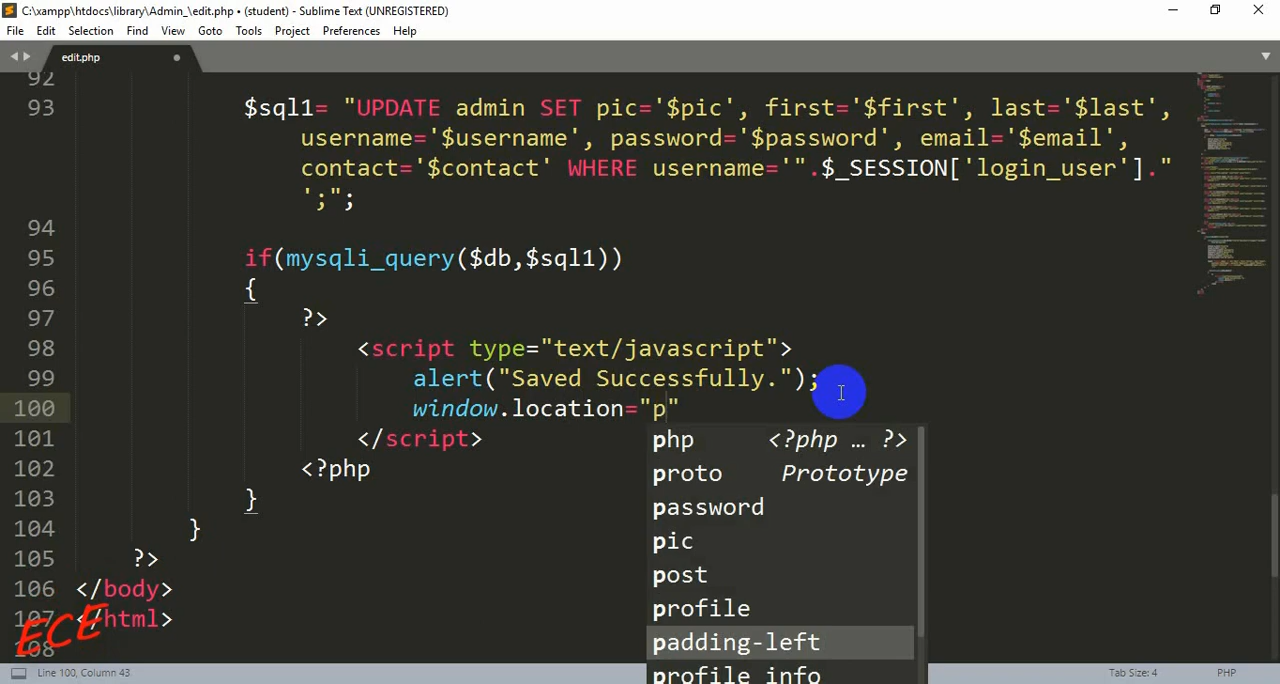 C:\xampp\htdocs\library\Admin_\edit.php • (student) - Sublime Text (UNREGISTERED)
File Edit Selection Find View Goto Tools Project Preferences Help
edit.php
92
93 $sql1= "UPDATE admin SET pic='$pic', first='$first', last='$last',
username='$username', password='$password', email='$email',
contact='$contact' WHERE username='".$_SESSION['login_user']."
';";
94
95 if(mysqli_query($db,$sql1))
96 {
97 ?>
98 <script type="text/javascript">
99 alert("Saved Successfully.");
100 window.location="p"
101 </script>
102 <?php
103 }
104 }
105 ?>
106 </body>
107 </html>
108
php <?php … ?>
proto Prototype
password
pic
post
profile
padding-left
profile_info
ECE
Line 100, Column 43 Tab Size: 4 PHP